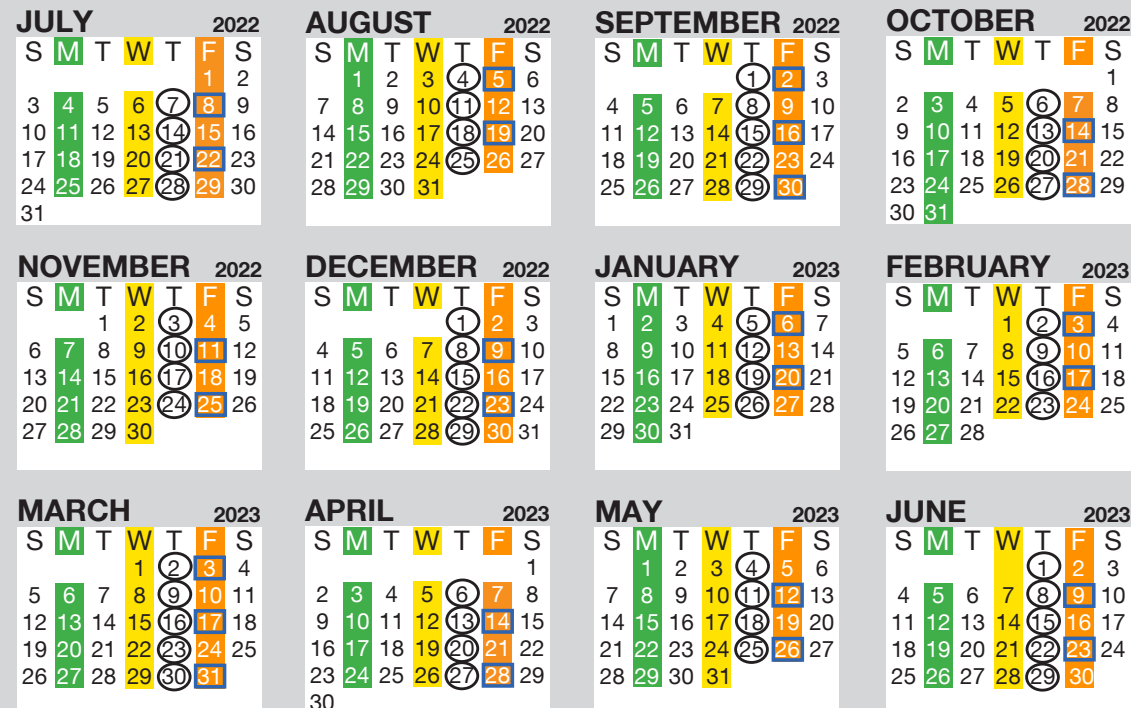 JULY 2022
S M T W T F S
1 2
3 4 5 6 7 8 9
10 11 12 13 14 15 16
17 18 19 20 21 22 23
24 25 26 27 28 29 30
31
AUGUST 2022
S M T W T F S
1 2 3 4 5 6
7 8 9 10 11 12 13
14 15 16 17 18 19 20
21 22 23 24 25 26 27
28 29 30 31
SEPTEMBER 2022
S M T W T F S
1 2 3
4 5 6 7 8 9 10
11 12 13 14 15 16 17
18 19 20 21 22 23 24
25 26 27 28 29 30
OCTOBER 2022
S M T W T F S
1
2 3 4 5 6 7 8
9 10 11 12 13 14 15
16 17 18 19 20 21 22
23 24 25 26 27 28 29
30 31
NOVEMBER 2022
S M T W T F S
1 2 3 4 5
6 7 8 9 10 11 12
13 14 15 16 17 18 19
20 21 22 23 24 25 26
27 28 29 30
DECEMBER 2022
S M T W T F S
1 2 3
4 5 6 7 8 9 10
11 12 13 14 15 16 17
18 19 20 21 22 23 24
25 26 27 28 29 30 31
JANUARY 2023
S M T W T F S
1 2 3 4 5 6 7
8 9 10 11 12 13 14
15 16 17 18 19 20 21
22 23 24 25 26 27 28
29 30 31
FEBRUARY 2023
S M T W T F S
1 2 3 4
5 6 7 8 9 10 11
12 13 14 15 16 17 18
19 20 21 22 23 24 25
26 27 28
MARCH 2023
S M T W T F S
1 2 3 4
5 6 7 8 9 10 11
12 13 14 15 16 17 18
19 20 21 22 23 24 25
26 27 28 29 30 31
APRIL 2023
S M T W T F S
1
2 3 4 5 6 7 8
9 10 11 12 13 14 15
16 17 18 19 20 21 22
23 24 25 26 27 28 29
30
MAY 2023
S M T W T F S
1 2 3 4 5 6
7 8 9 10 11 12 13
14 15 16 17 18 19 20
21 22 23 24 25 26 27
28 29 30 31
JUNE 2023
S M T T F S
1 2 3
4 5 6 7 8 9 10
11 12 13 14 15 16 17
18 19 20 21 22 23 24
25 26 27 28 29 30